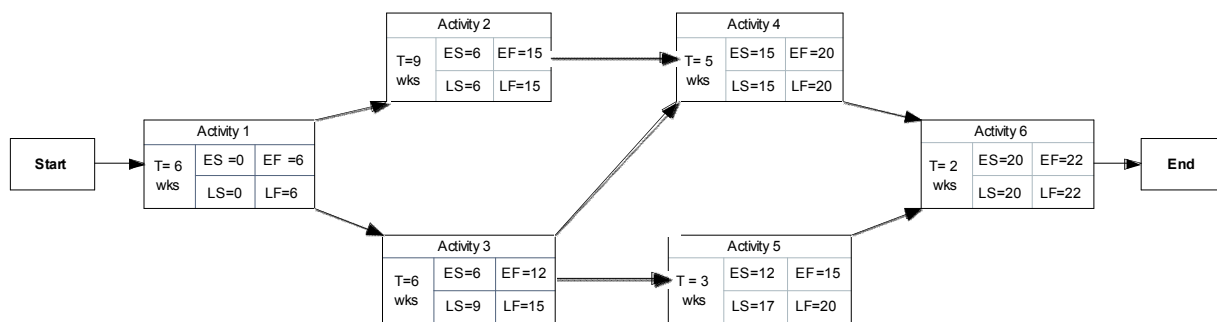 Start
Activity 1
T= 6 wks
ES =0 EF =6
LS=0 LF=6
Activity 2
T=9 wks
ES=6 EF=15
LS=6 LF=15
Activity 3
T=6 wks
ES=6 EF=12
LS=9 LF=15
Activity 4
T= 5 wks
ES=15 EF=20
LS=15 LF=20
Activity 5
T = 3 wks
ES=12 EF=15
LS=17 LF=20
Activity 6
T= 2 wks
ES=20 EF=22
LS=20 LF=22
End